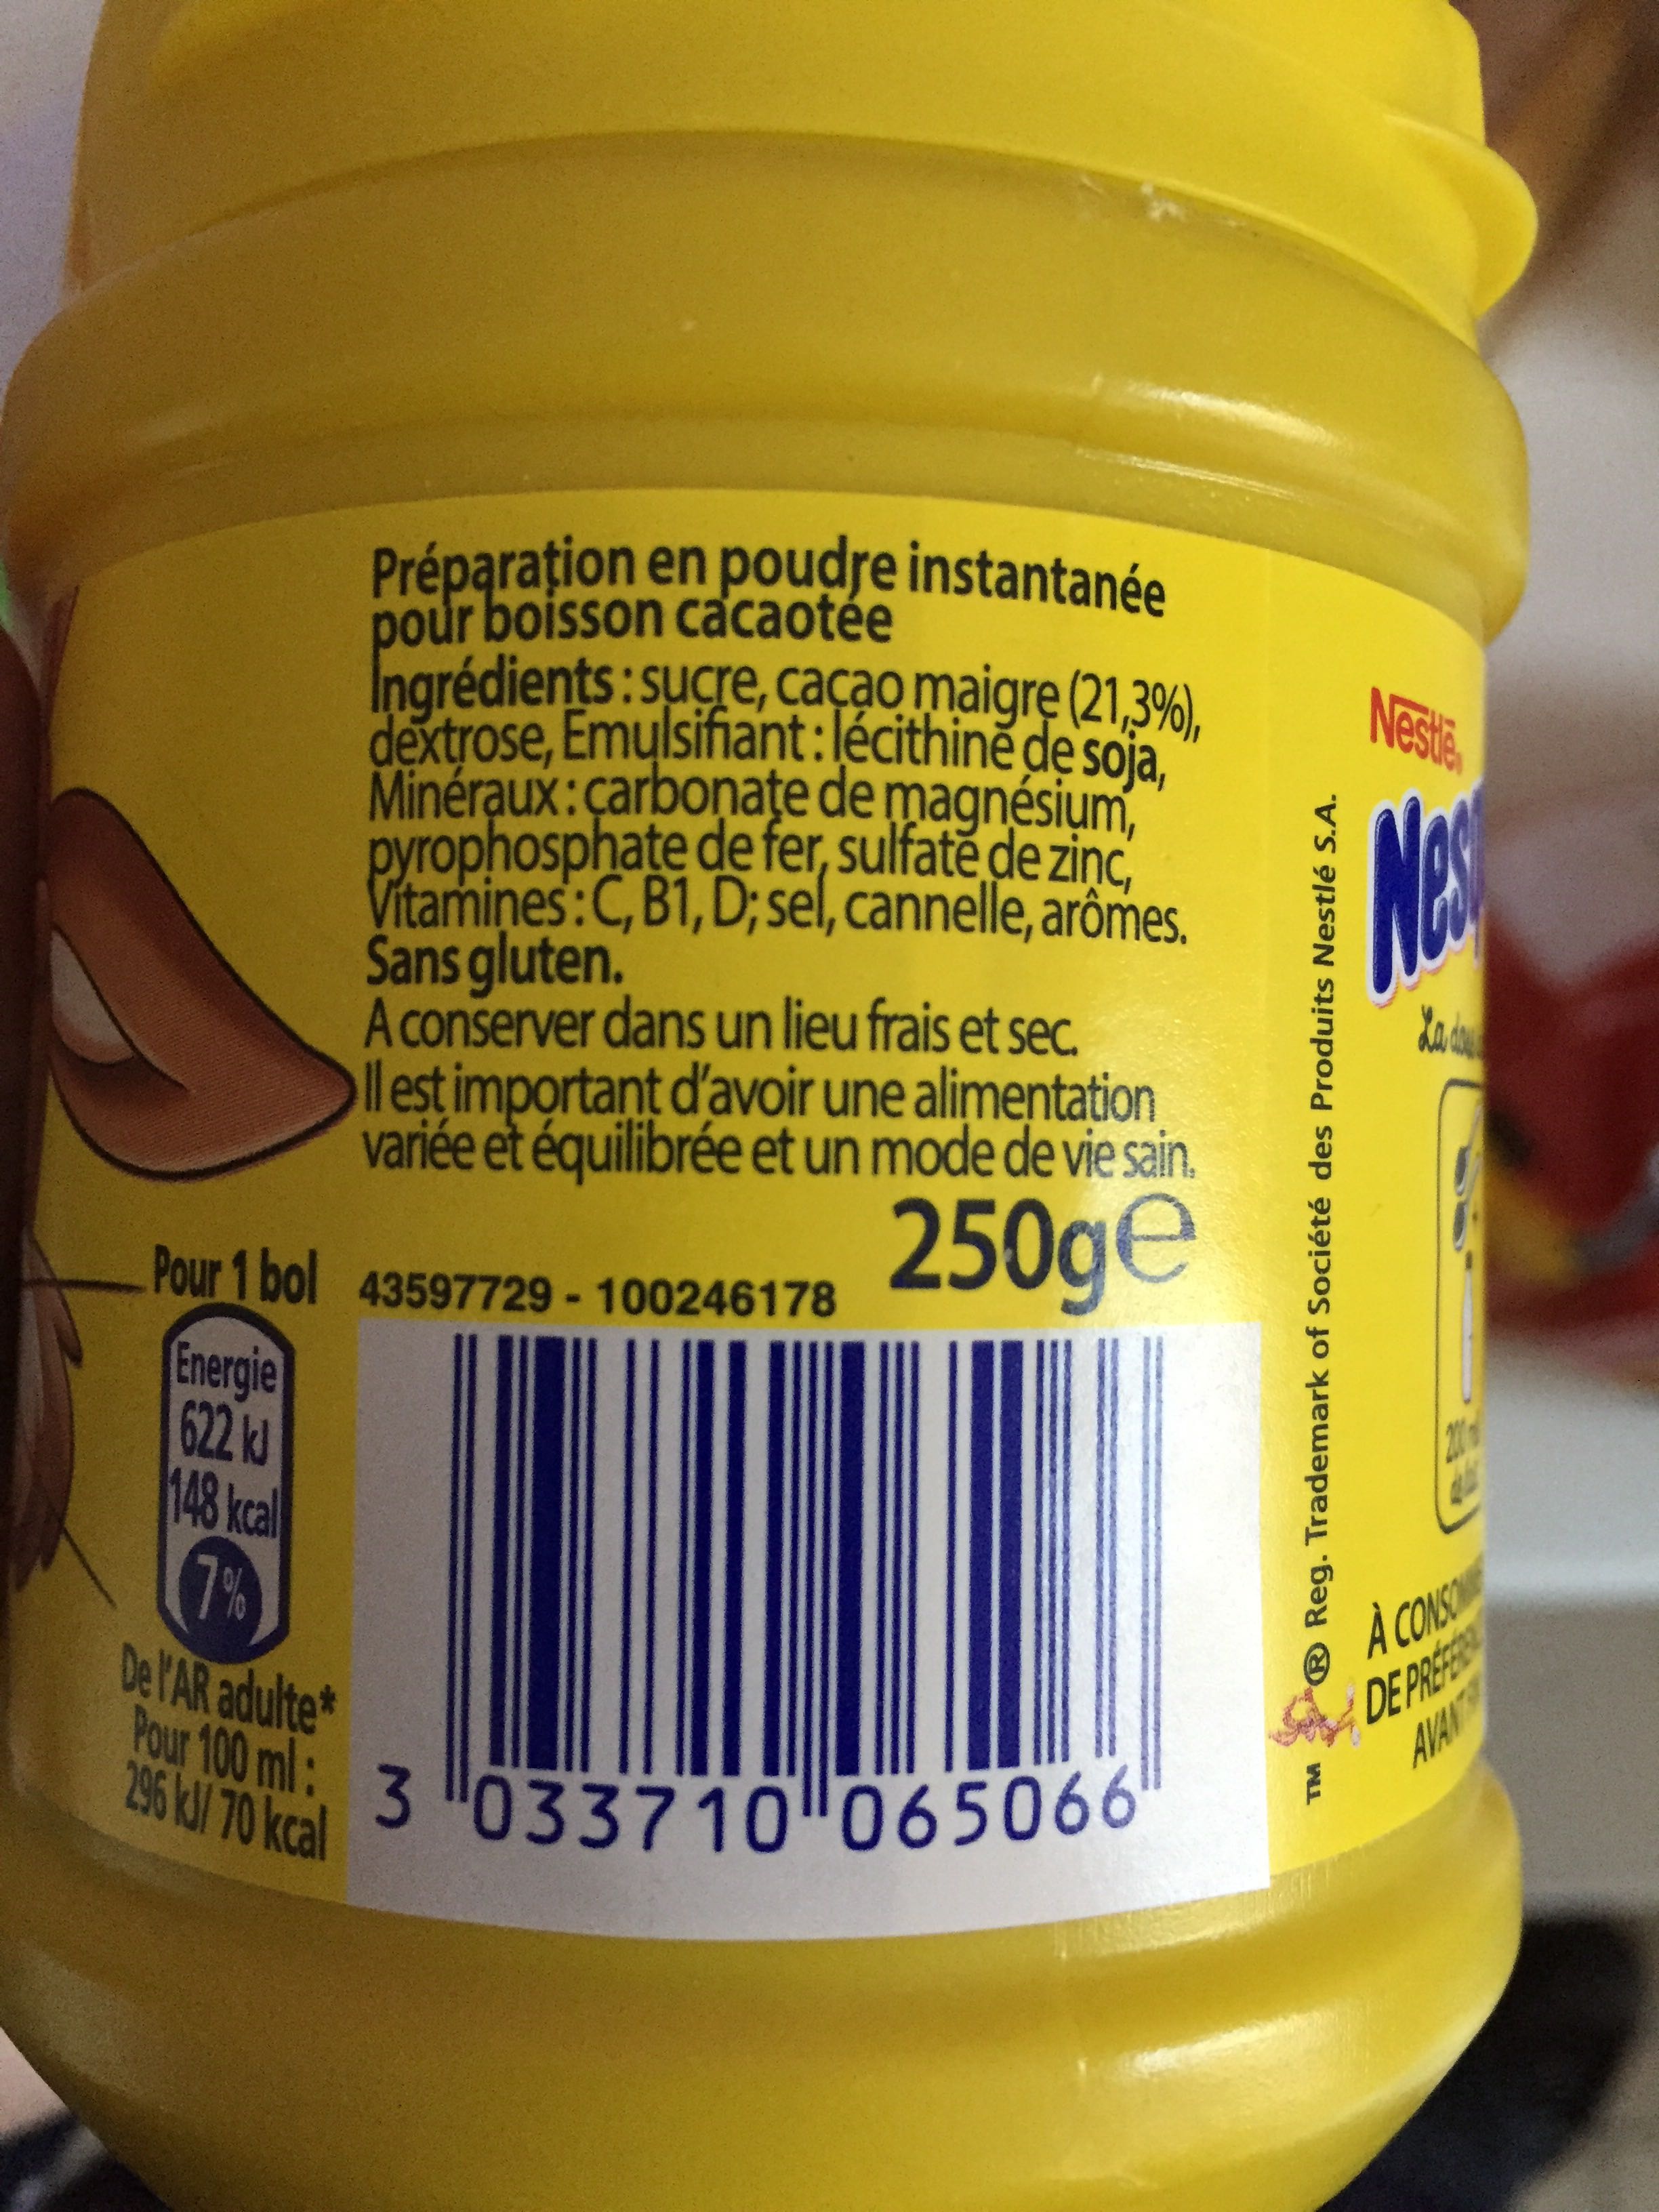 Préparation en poudre instantanée
pour boisson cacaotée
Ingrédients : sucre, cacao maigre (21,3%),
dextrose, Emulsifiant : lécithine de soja,
Minéraux : carbonate de magnésium,
pyrophosphate de fer, sulfate de zinc,
Vitamines : C, B1, D; sel, cannelle, arômes.
Sans gluten.
A conserver dans un lieu frais et sec.
Il est important d'avoir une alimentation
variée et équilibrée et un mode de vie sain.
250g e
43597729 - 100246178
3 033710 065066
Pour 1 bol
Energie
622 kJ
148 kcal
7%
De l'AR adulte*
Pour 100 ml :
296 kJ/ 70 kcal
TM ® Reg. Trademark of Société des Produits Nestlé S.A.
Nestlé
La
200
À
DE